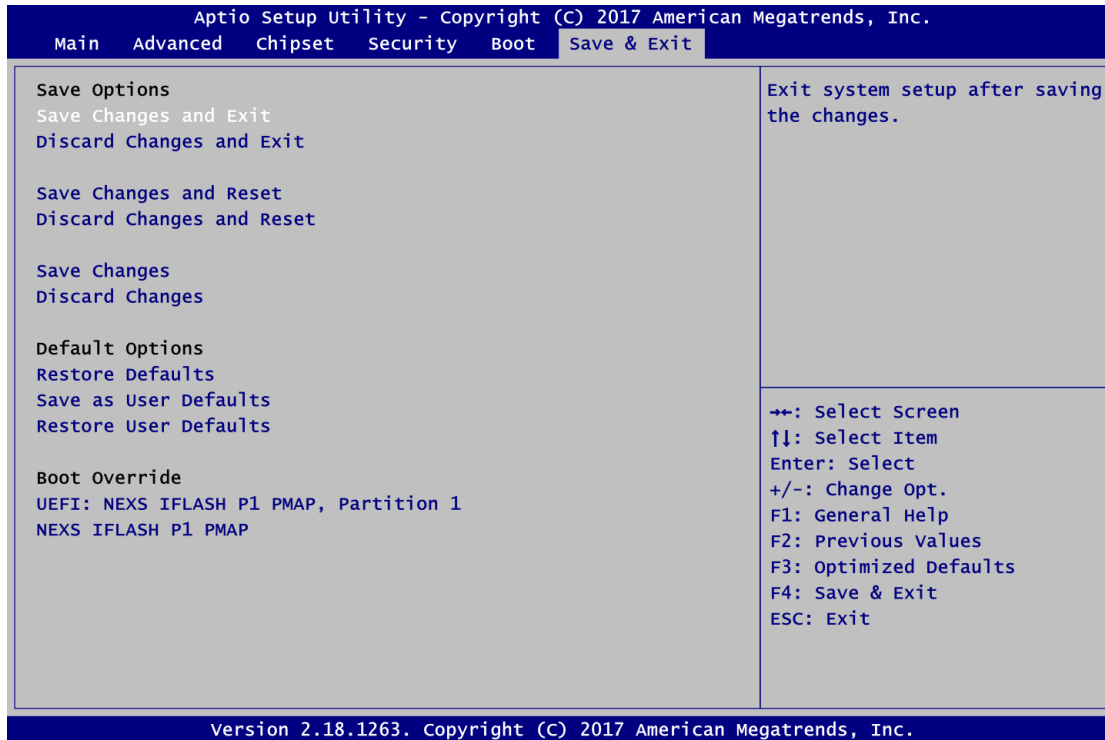 Aptio Setup Utility - Copyright (C) 2017 American Megatrends, Inc.
Main Advanced Chipset Security Boot Save & Exit
Save Options
Save Changes and Exit
Discard Changes and Exit
Save Changes and Reset
Discard Changes and Reset
Save Changes
Discard Changes
Default Options
Restore Defaults
Save as User Defaults
Restore User Defaults
Boot Override
UEFI: NEXS IFLASH P1 PMAP, Partition 1
NEXS IFLASH P1 PMAP
Exit system setup after saving
the changes.
→←: Select Screen
↑↓: Select Item
Enter: Select
+/-: Change Opt.
F1: General Help
F2: Previous Values
F3: Optimized Defaults
F4: Save & Exit
ESC: Exit
Version 2.18.1263. Copyright (C) 2017 American Megatrends, Inc.